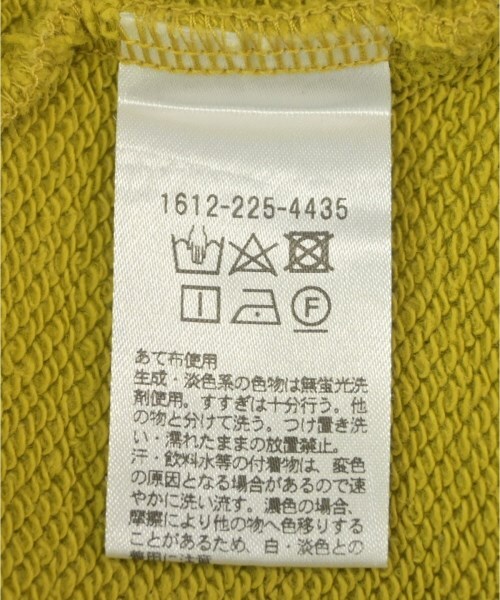 1612-225-4435
F
あて布使用
生成・淡色系の色物は無蛍光洗
剤使用。すすぎは十分行う。他
の物と分けて洗う。つけ置き洗
い・濡れたままの放置禁止。
汗・飲料水等の付着物は、変色
の原因となる場合があるので速
やかに洗い流す。濃色の場合、
摩擦により他の物へ色移りする
ことがあるため、白・淡色との
着用に注意